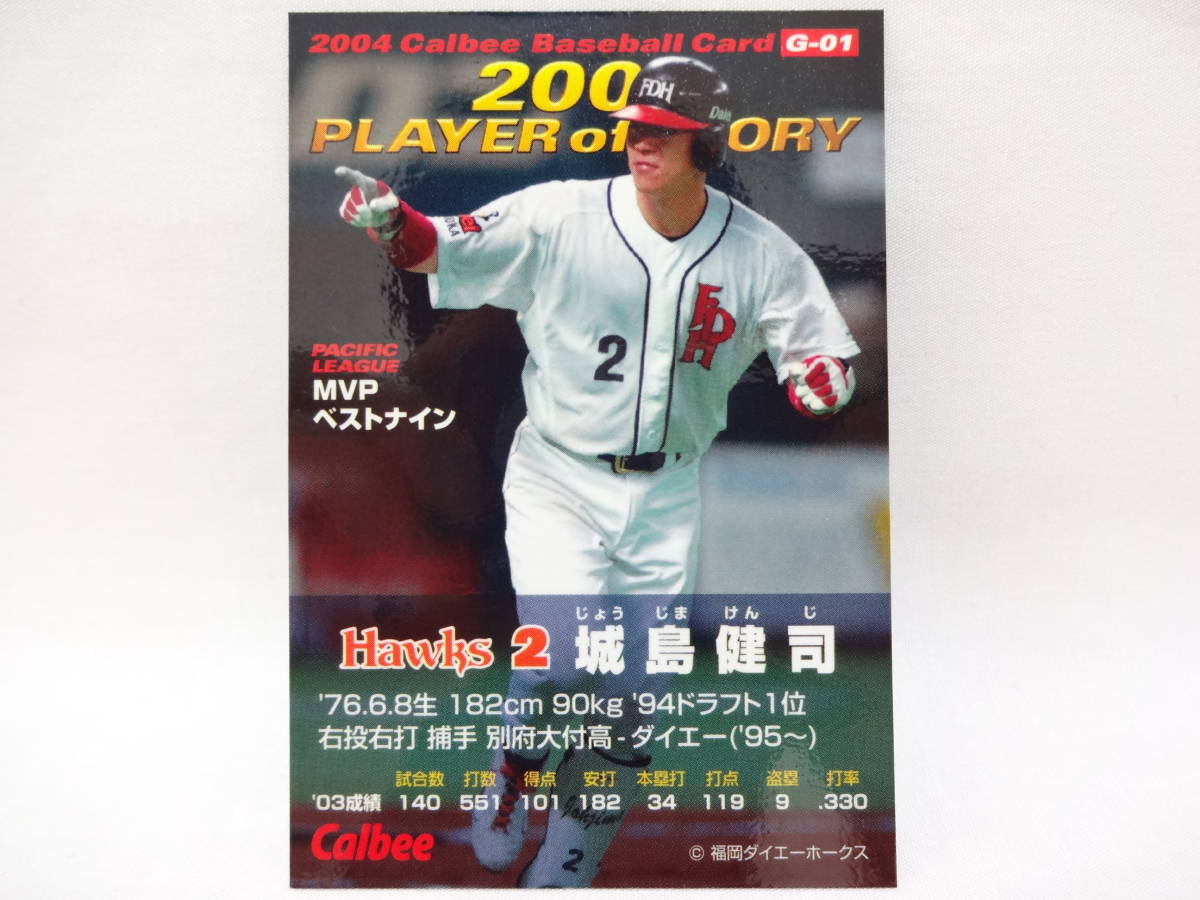 2004 Calbee Baseball Card G-01
200
PLAYER of ORY
FDH
FDH
2
PACIFIC
LEAGUE
MVP
ベストナイン
じょう じま けん じ
Hawks 2 城島健司
'76.6.8生 182cm 90kg '94ドラフト1位
右投右打 捕手 別府大付高-ダイエー('95~)
試合数 打数 得点 安打 本塁打 打点 盗塁 打率
'03成績 140 551 101 182 34 119 9 .330
Calbee
2
© 福岡ダイエーホークス